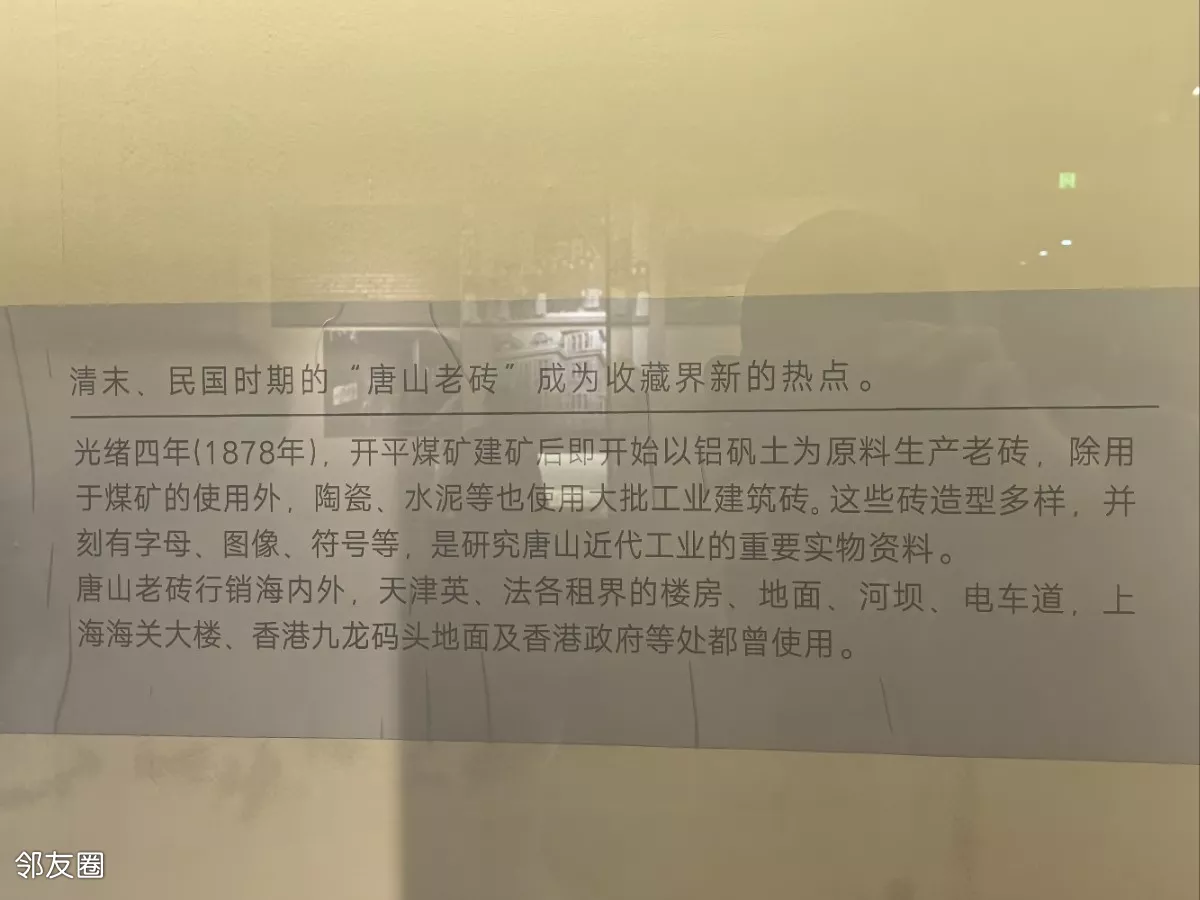 清末、民国时期的“唐山老砖”成为收藏界新的热点。
光绪四年(1878年)，开平煤矿建矿后即开始以铝矾土为原料生产老砖，除用
于煤矿的使用外，陶瓷、水泥等也使用大批工业建筑砖。这些砖造型多样，并
刻有字母、图像、符号等，是研究唐山近代工业的重要实物资料。
唐山老砖行销海内外，天津英、法各租界的楼房、地面、河坝、电车道，上
海海关大楼、香港九龙码头地面及香港政府等处都曾使用。
邻友圈